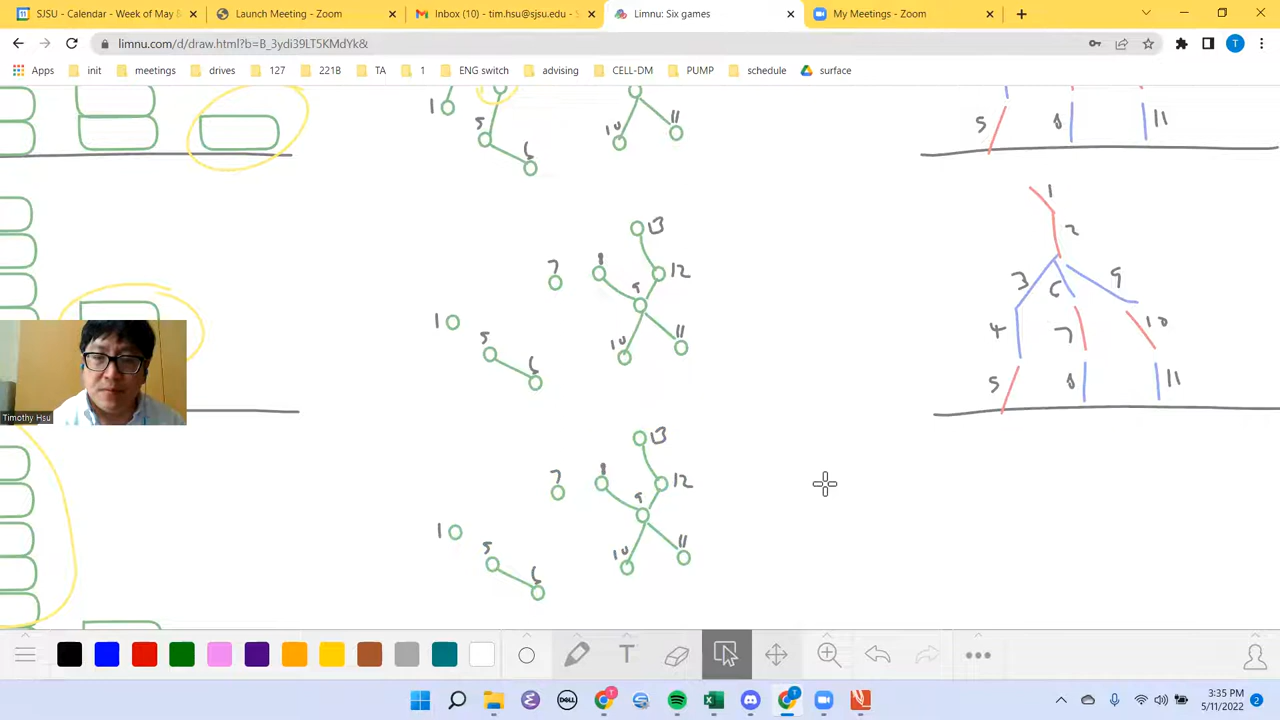 SJSU - Calendar - Week of May 8
Launch Meeting - Zoom
Inbox (10) - tim.hsu@sjsu.edu - S
Limnu: Six games
My Meetings - Zoom
limnu.com/d/draw.html?b=B_3ydi39LT5KMdYk&
Apps
init
meetings
drives
127
221B
TA
1
ENG switch
advising
CELL-DM
PUMP
schedule
surface
1
5
6
10
11
5
8
11
13
8
12
7
9
1
5
6
10
11
1
2
3
6
9
4
7
10
5
8
11
Timothy Hsu
13
8
12
7
9
1
5
6
10
11
3:35 PM
5/11/2022
2